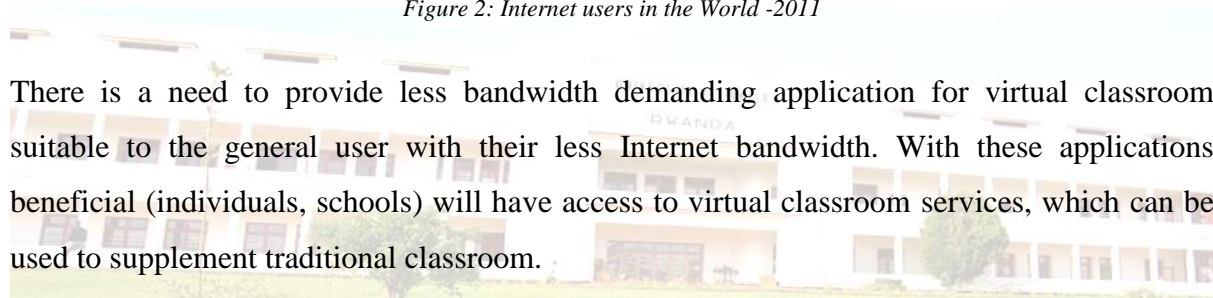 Figure 2: Internet users in the World -2011
There is a need to provide less bandwidth demanding application for virtual classroom
RWANDA
suitable to the general user with their less Internet bandwidth. With these applications
beneficial (individuals, schools) will have access to virtual classroom services, which can be
used to supplement traditional classroom.